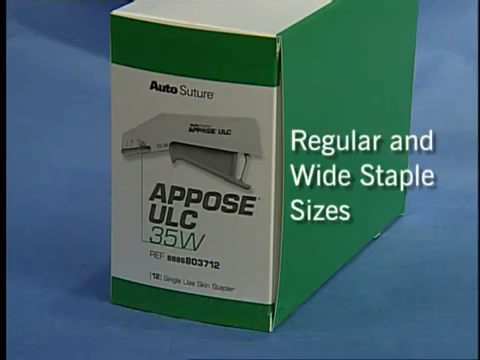 Auto Suture
APPOSE ULC
APPOSE
ULC
35W
REF 8886803712
(12) Single Use Skin Stapler
Regular and
Wide Staple
Sizes